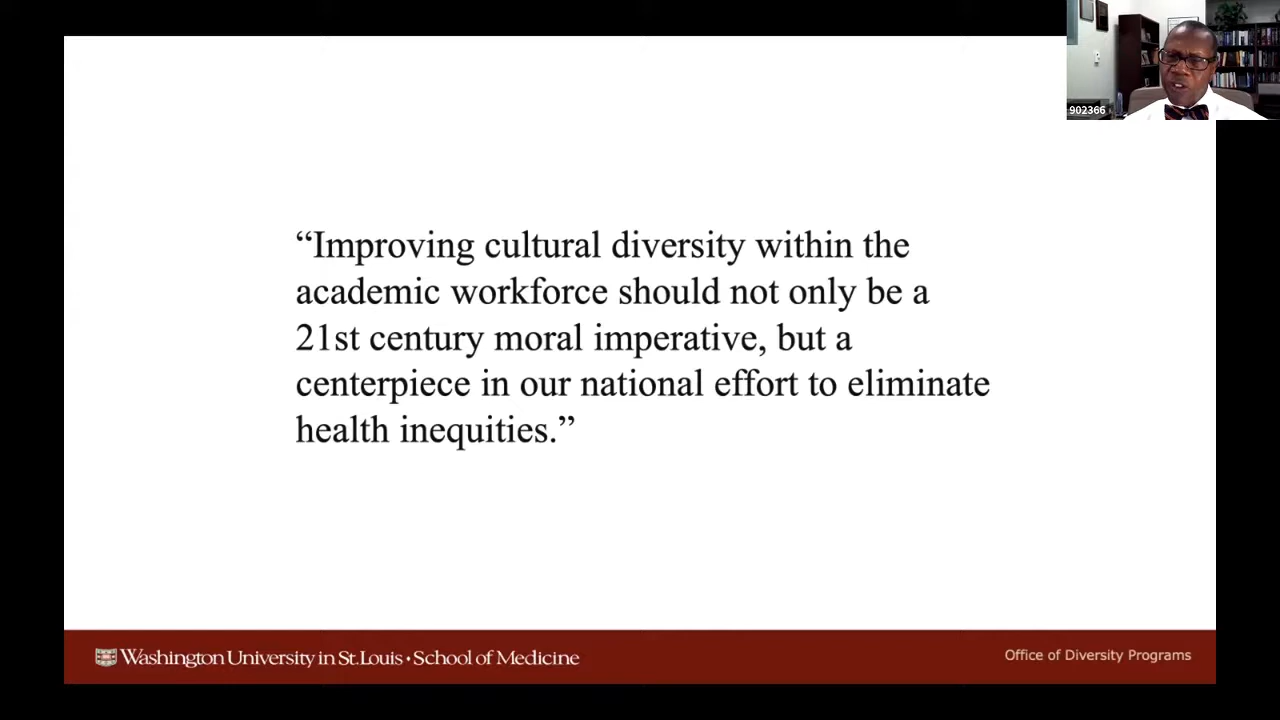 902366
“Improving cultural diversity within the
academic workforce should not only be a
21st century moral imperative, but a
centerpiece in our national effort to eliminate
health inequities.”
Washington University in St. Louis • School of Medicine
Office of Diversity Programs